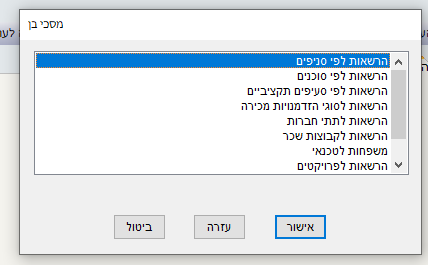 מסכי בן
הרשאות לפי סניפים
הרשאות לפי סוכנים
הרשאות לפי סעיפים תקציביים
הרשאות לסוגי הזדמנויות מכירה
הרשאות לתתי חברות
הרשאות לקבוצות שכר
משפחות לטכנאי
הרשאות לפרויקטים
אישור
עזרה
ביטול